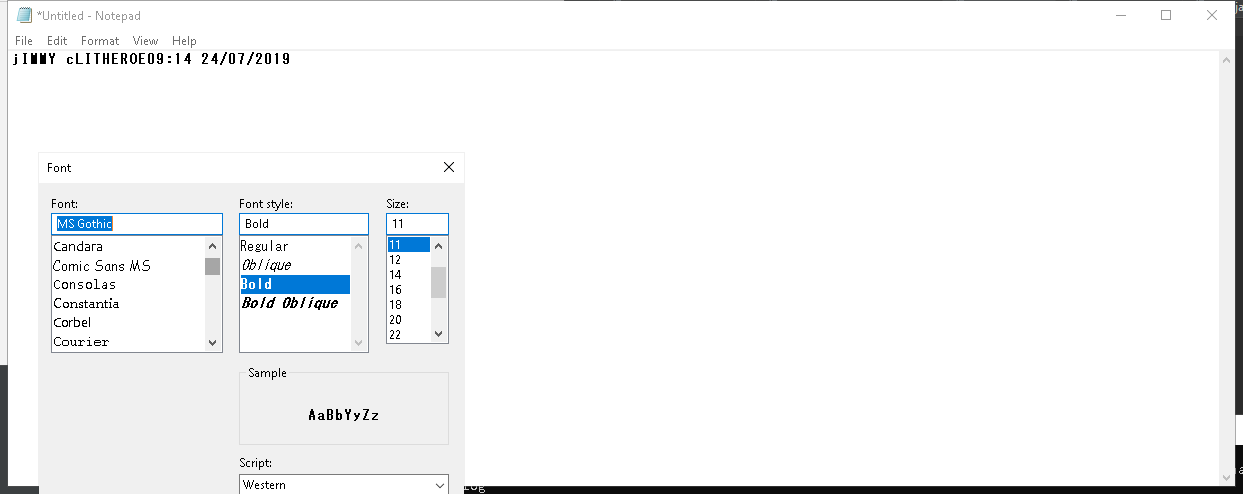 *Untitled - Notepad
File Edit Format View Help
jIMMY cLITHEROE09:14 24/07/2019
Font
Font: Font style: Size:
MS Gothic Bold 11
Candara Regular 11
Comic Sans MS Oblique 12
Consolas Bold 14
Constantia Bold Oblique 16
Corbel 18
Courier 20
22
Sample
AaBbYyZz
Script:
Western